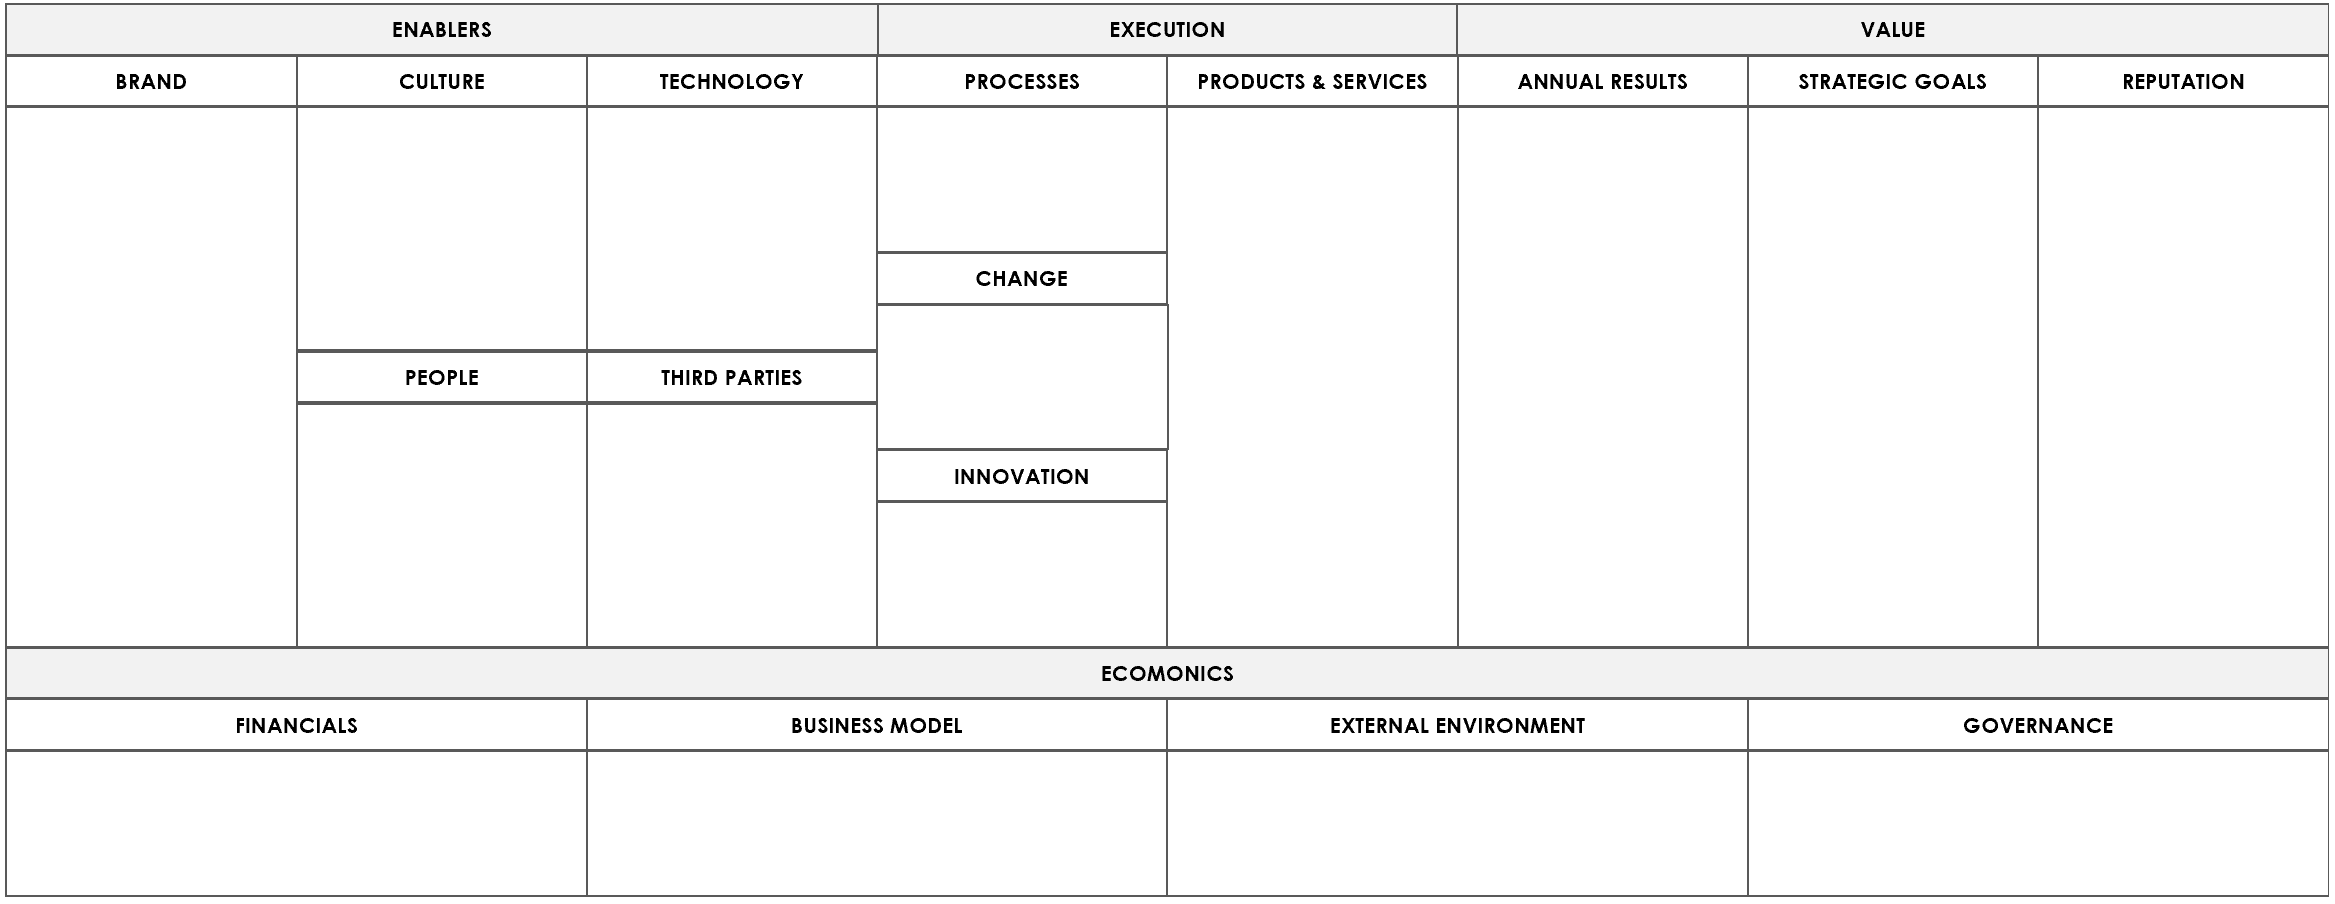 ENABLERS
EXECUTION
VALUE
BRAND
CULTURE
TECHNOLOGY
PROCESSES
PRODUCTS & SERVICES
ANNUAL RESULTS
STRATEGIC GOALS
REPUTATION
CHANGE
PEOPLE
THIRD PARTIES
INNOVATION
ECOMONICS
FINANCIALS
BUSINESS MODEL
EXTERNAL ENVIRONMENT
GOVERNANCE